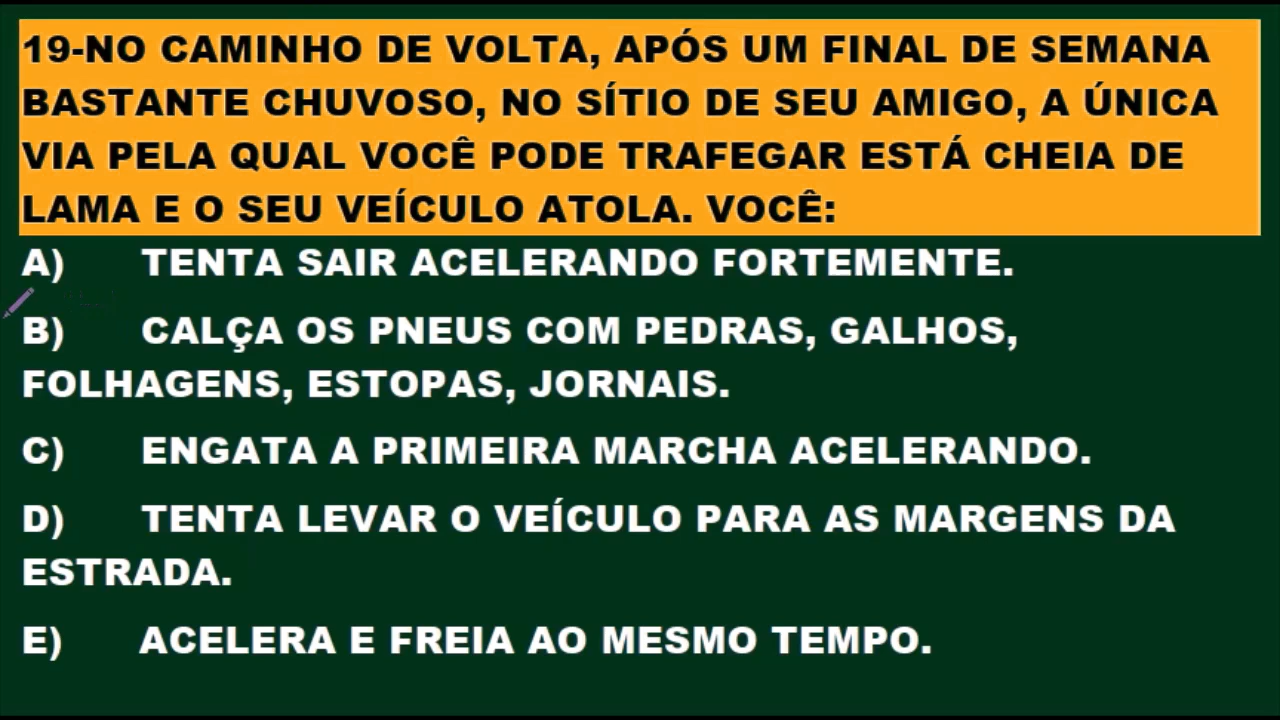 19-NO CAMINHO DE VOLTA, APÓS UM FINAL DE SEMANA
BASTANTE CHUVOSO, NO SÍTIO DE SEU AMIGO, A ÚNICA
VIA PELA QUAL VOCÊ PODE TRAFEGAR ESTÁ CHEIA DE
LAMA E O SEU VEÍCULO ATOLA. VOCÊ:
A) TENTA SAIR ACELERANDO FORTEMENTE.
B) CALÇA OS PNEUS COM PEDRAS, GALHOS,
FOLHAGENS, ESTOPAS, JORNAIS.
C) ENGATA A PRIMEIRA MARCHA ACELERANDO.
D) TENTA LEVAR O VEÍCULO PARA AS MARGENS DA
ESTRADA.
E) ACELERA E FREIA AO MESMO TEMPO.